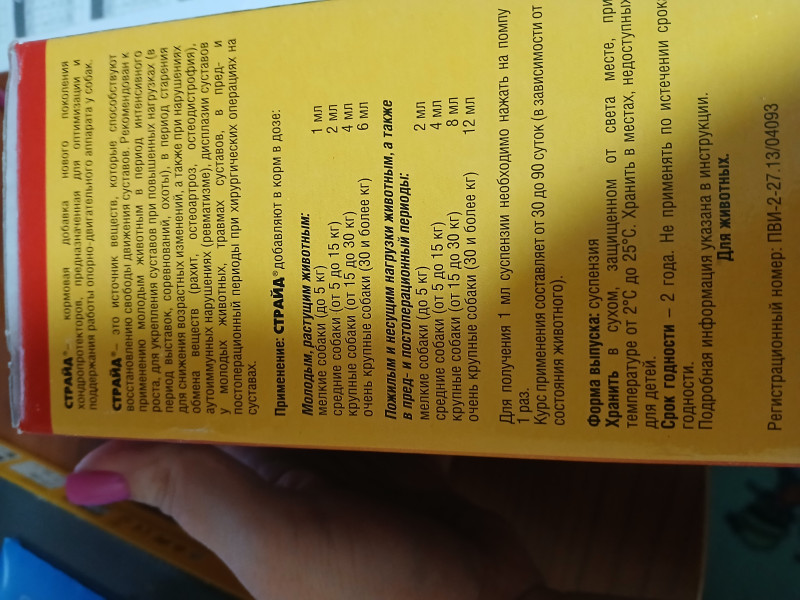 СТРАЙД® – кормовая добавка нового поколения
хондропротекторов, предназначенная для оптимизации и
поддержания работы опорно-двигательного аппарата у собак.
СТРАЙД® – это источник веществ, которые способствуют
восстановлению свободы движения суставов. Рекомендован к
применению молодым животным в период интенсивного
роста, для укрепления суставов при повышенных нагрузках (в
период выставок, соревнований, охоты), в период старения
для снижения возрастных изменений, а также при нарушениях
обмена веществ (рахит, остеоартроз, остеодистрофия),
аутоиммунных нарушениях (ревматизме), дисплазии суставов
у молодых животных, травмах суставов, в пред- и
постоперационный периоды при хирургических операциях на
суставах.
Применение: СТРАЙД® добавляют в корм в дозе:
Молодым, растущим животным:
мелкие собаки (до 5 кг) 1 мл
средние собаки (от 5 до 15 кг) 2 мл
крупные собаки (от 15 до 30 кг) 4 мл
очень крупные собаки (30 и более кг) 6 мл
Пожилым и несущим нагрузки животным, а также
в пред- и постоперационный периоды:
мелкие собаки (до 5 кг) 2 мл
средние собаки (от 5 до 15 кг) 4 мл
крупные собаки (от 15 до 30 кг) 8 мл
очень крупные собаки (30 и более кг) 12 мл
Для получения 1 мл суспензии необходимо нажать на помпу
1 раз.
Курс применения составляет от 30 до 90 суток (в зависимости от
состояния животного).
Форма выпуска: суспензия
Хранить в сухом, защищенном от света месте, при
температуре от 2°C до 25°C. Хранить в местах, недоступных
для детей.
Срок годности – 2 года. Не применять по истечении срока
годности.
Подробная информация указана в инструкции.
Для животных.
Регистрационный номер: ПВИ-2-27.13/04093